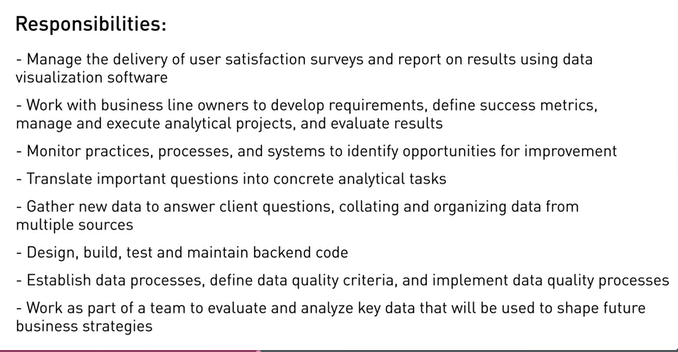 Responsibilities:
- Manage the delivery of user satisfaction surveys and report on results using data
visualization software
- Work with business line owners to develop requirements, define success metrics,
manage and execute analytical projects, and evaluate results
- Monitor practices, processes, and systems to identify opportunities for improvement
- Translate important questions into concrete analytical tasks
- Gather new data to answer client questions, collating and organizing data from
multiple sources
- Design, build, test and maintain backend code
- Establish data processes, define data quality criteria, and implement data quality processes
- Work as part of a team to evaluate and analyze key data that will be used to shape future
business strategies